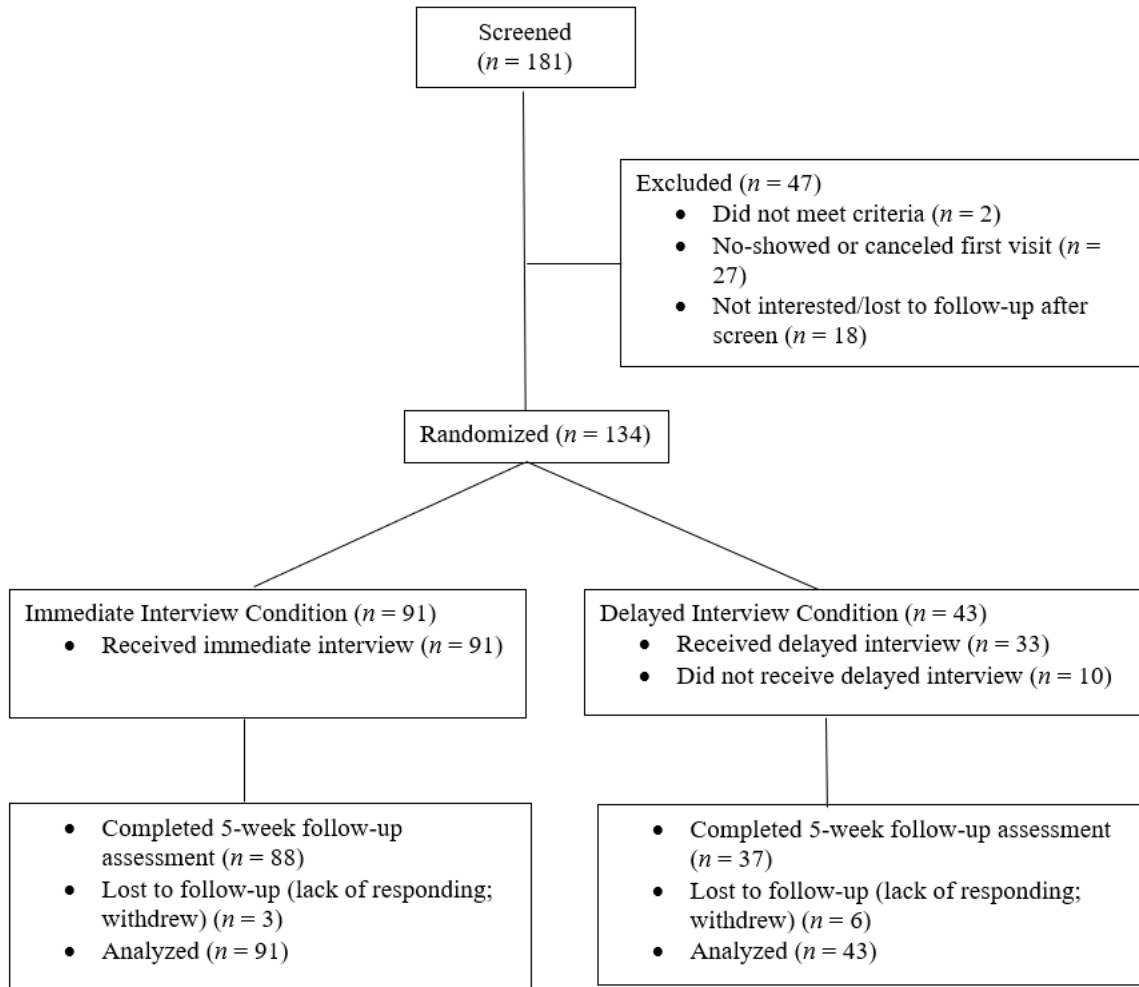 Screened
(n = 181)
Excluded (n = 47)
• Did not meet criteria (n = 2)
• No-showed or canceled first visit (n =
27)
• Not interested/lost to follow-up after
screen (n = 18)
Randomized (n = 134)
Immediate Interview Condition (n = 91)
• Received immediate interview (n = 91)
Delayed Interview Condition (n = 43)
• Received delayed interview (n = 33)
• Did not receive delayed interview (n = 10)
• Completed 5-week follow-up
assessment (n = 88)
• Lost to follow-up (lack of responding;
withdrew) (n = 3)
• Analyzed (n = 91)
• Completed 5-week follow-up assessment
(n = 37)
• Lost to follow-up (lack of responding;
withdrew) (n = 6)
• Analyzed (n = 43)